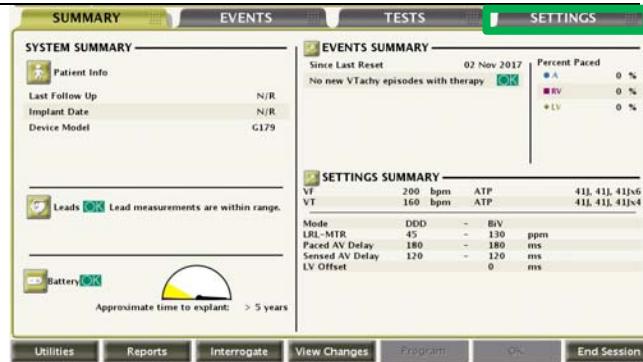 SUMMARY
EVENTS
TESTS
SETTINGS
SYSTEM SUMMARY
Patient Info
Last Follow Up N/R
Implant Date N/R
Device Model G179
Leads OK Lead measurements are within range.
Battery OK
Approximate time to explant: > 5 years
EVENTS SUMMARY
Since Last Reset 02 Nov 2017
No new VTachy episodes with therapy OK
Percent Paced
A 0 %
RV 0 %
LV 0 %
SETTINGS SUMMARY
VF 200 bpm ATP 41J, 41J, 41Jx6
VT 160 bpm ATP 41J, 41J, 41Jx4
Mode DDD - BiV
LRL-MTR 45 - 130 ppm
Paced AV Delay 180 - 180 ms
Sensed AV Delay 120 - 120 ms
LV Offset 0 ms
Utilities
Reports
Interrogate
View Changes
Program
OK
End Session